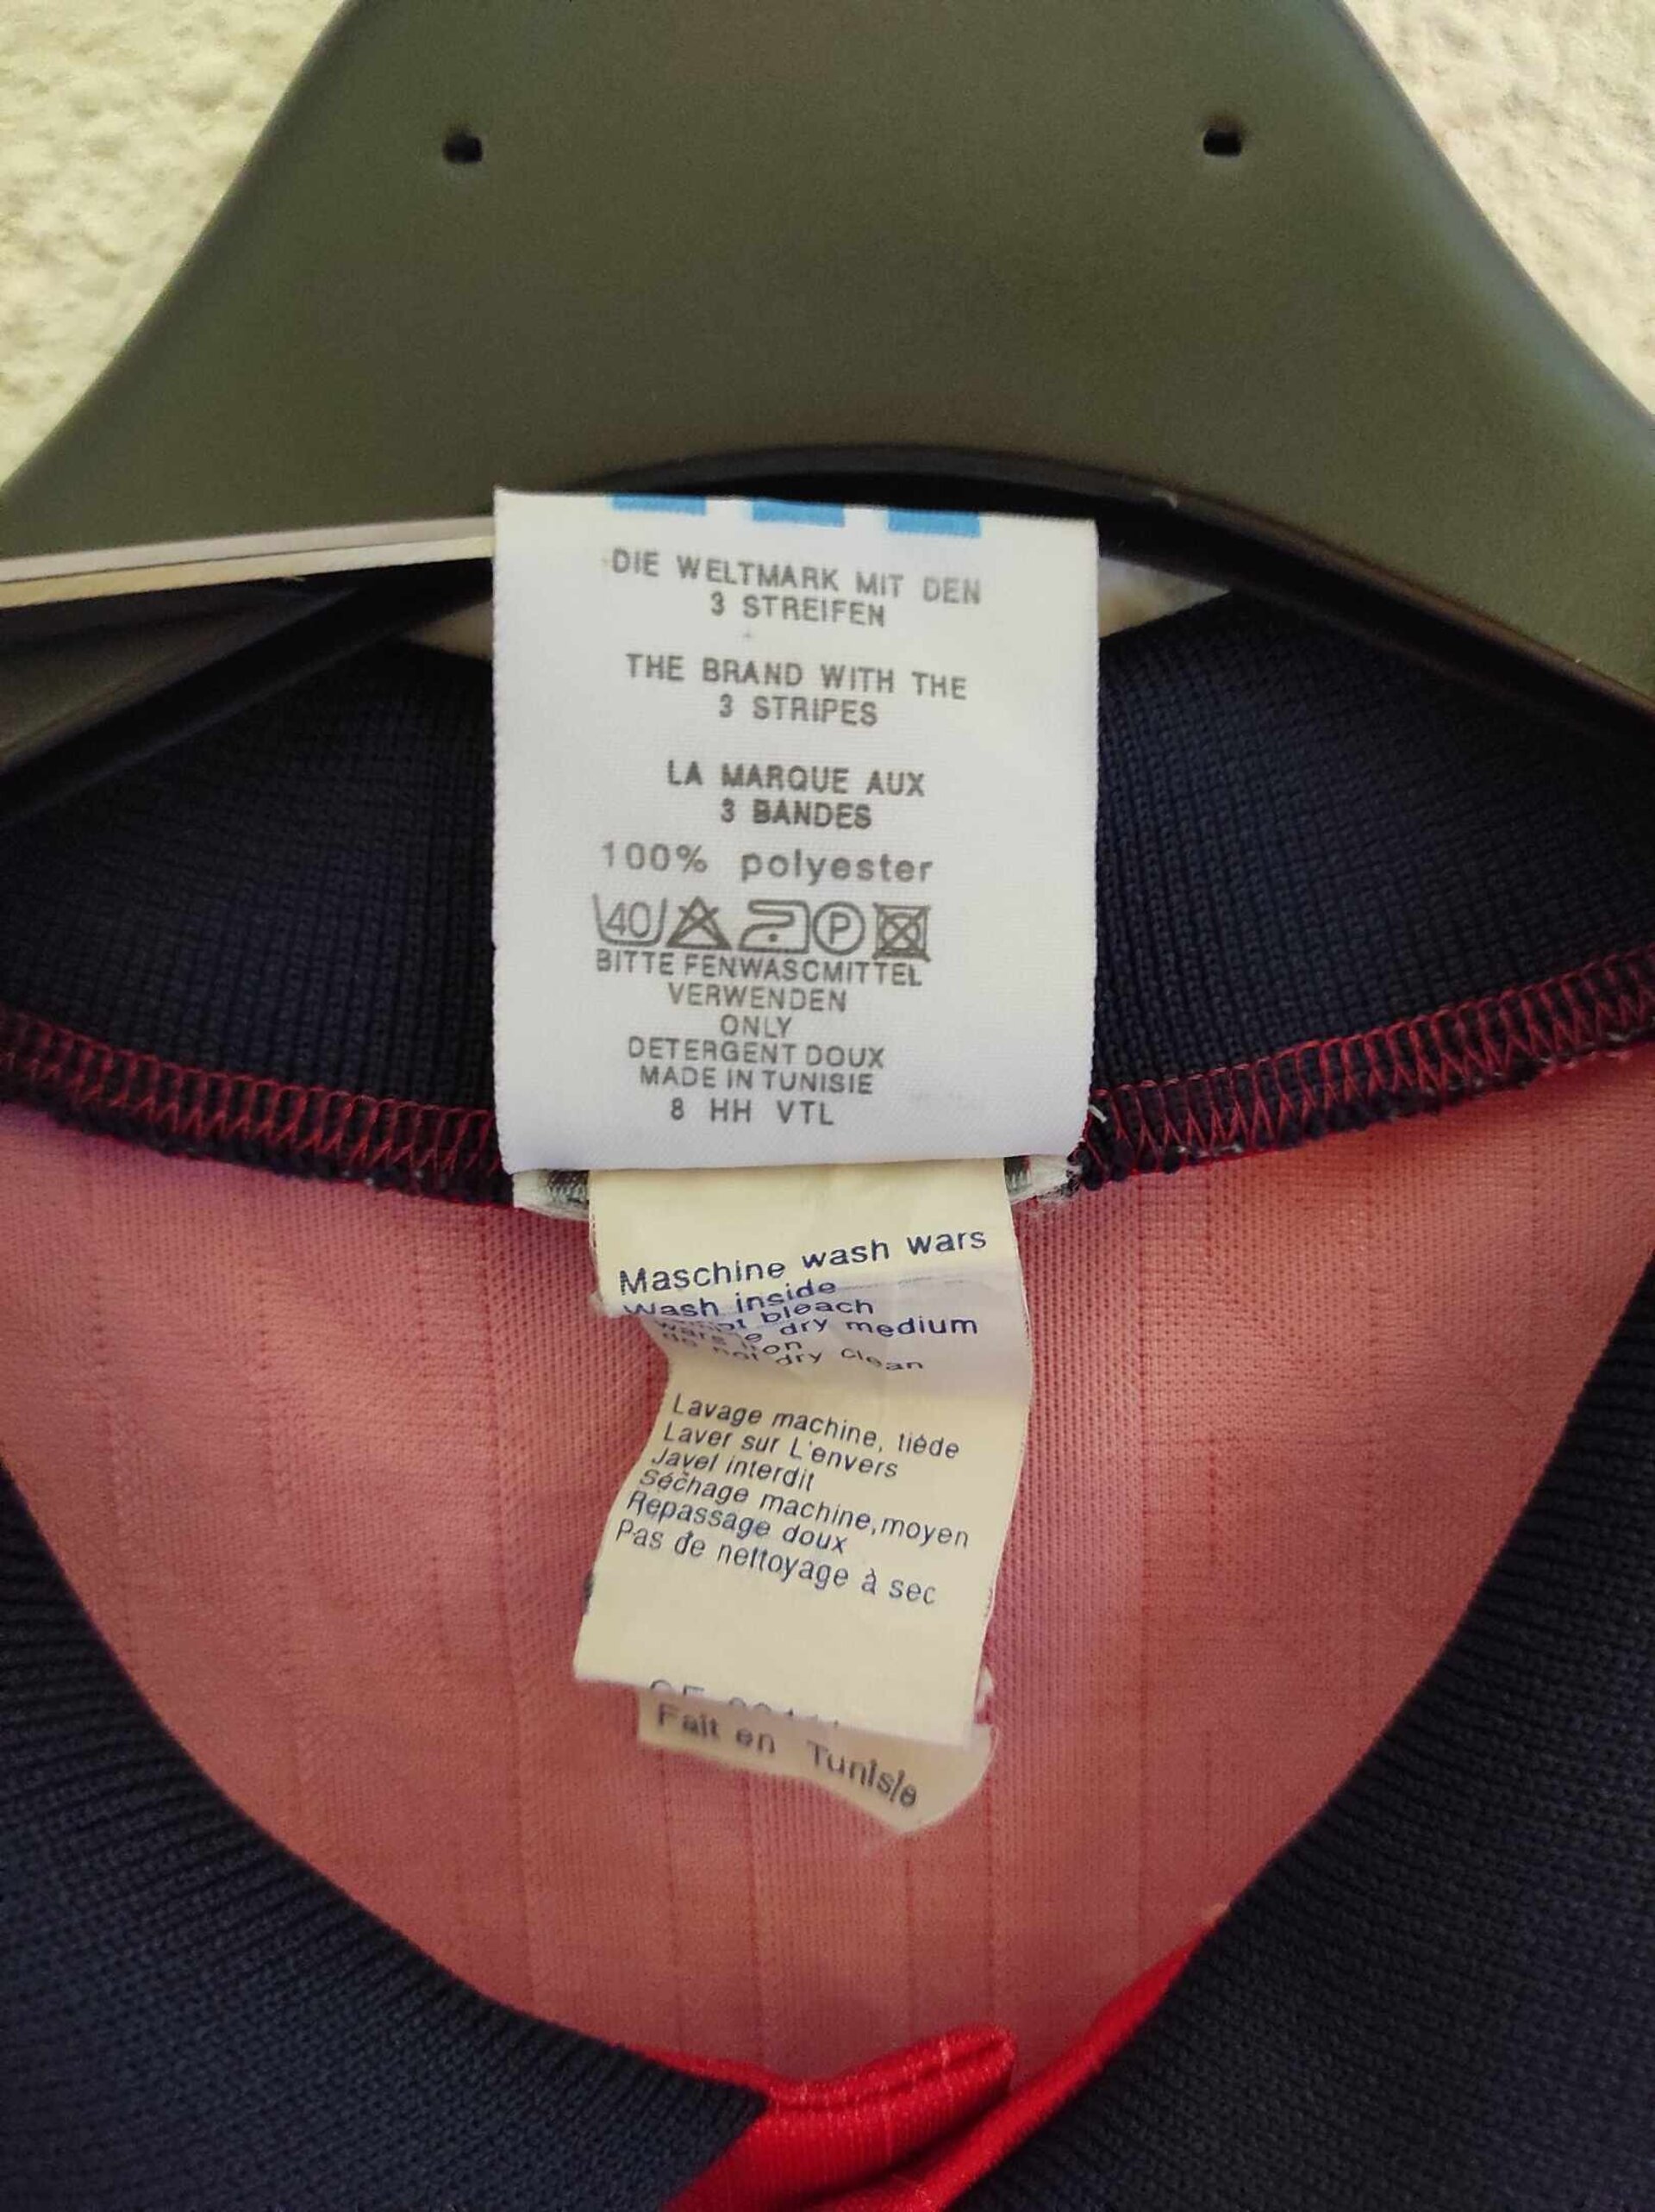 DIE WELTMARK MIT DEN
3 STREIFEN
THE BRAND WITH THE
3 STRIPES
LA MARQUE AUX
3 BANDES
100% polyester
40 P
BITTE FENWASCMITTEL
VERWENDEN
ONLY
DETERGENT DOUX
MADE IN TUNISIE
8 HH VTL
Maschine wash wars
Wash inside
bleach
dry medium
iron
do not dry clean
Lavage machine, tiède
Laver sur L'envers
Javel interdit
Séchage machine,moyen
Repassage doux
Pas de nettoyage à sec
Fait en Tunisie